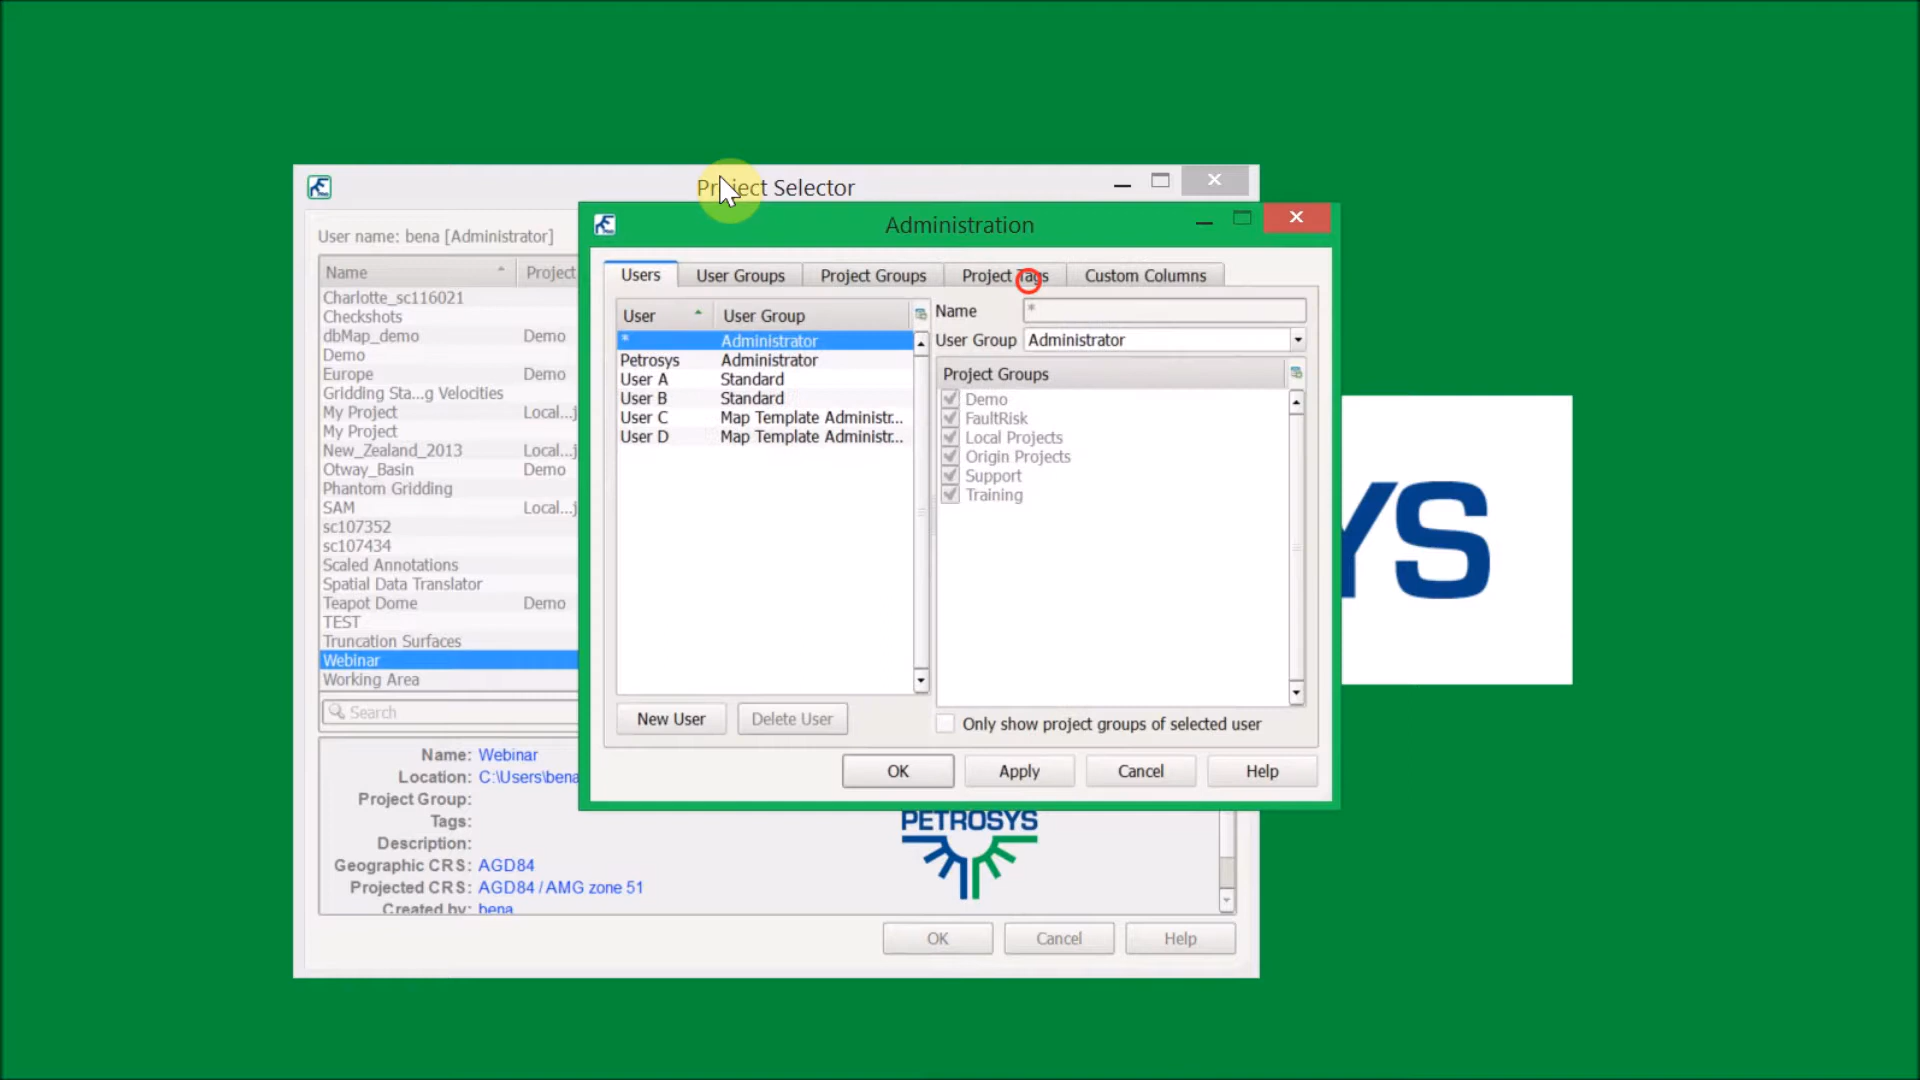 Project Selector
User name: bena [Administrator]
Name Project
Charlotte_sc116021
Checkshots
dbMap_demo Demo
Demo
Europe Demo
Gridding Sta...g Velocities
My Project Local...j
My Project
New_Zealand_2013 Local...j
Otway_Basin Demo
Phantom Gridding
SAM Local...j
sc107352
sc107434
Scaled Annotations
Spatial Data Translator
Teapot Dome Demo
TEST
Truncation Surfaces
Webinar
Working Area
Search
Name: Webinar
Location: C:\Users\bena
Project Group:
Tags:
Description:
Geographic CRS: AGD84
Projected CRS: AGD84 / AMG zone 51
Created by: bena
PETROSYS
OK Cancel Help
Administration
Users User Groups Project Groups Project Tags Custom Columns
User User Group
* Administrator
Petrosys Administrator
User A Standard
User B Standard
User C Map Template Administr...
User D Map Template Administr...
New User Delete User
Name *
User Group Administrator
Project Groups
Demo
FaultRisk
Local Projects
Origin Projects
Support
Training
Only show project groups of selected user
OK Apply Cancel Help
YS